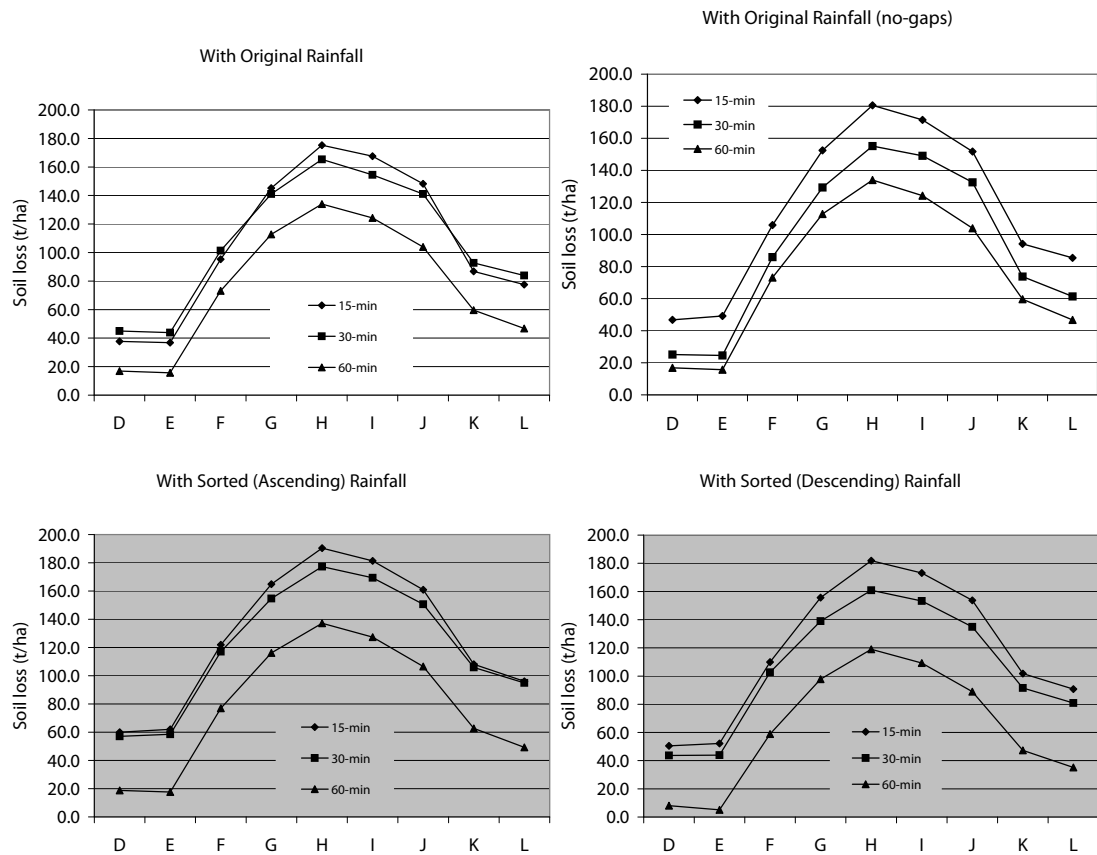 With Original Rainfall
Soil loss (t/ha)
200.0
180.0
160.0
140.0
120.0
100.0
80.0
60.0
40.0
20.0
0.0
15-min
30-min
60-min
D E F G H I J K L
With Original Rainfall (no-gaps)
Soil loss (t/ha)
200.0
180.0
160.0
140.0
120.0
100.0
80.0
60.0
40.0
20.0
0.0
15-min
30-min
60-min
D E F G H I J K L
With Sorted (Ascending) Rainfall
Soil loss (t/ha)
200.0
180.0
160.0
140.0
120.0
100.0
80.0
60.0
40.0
20.0
0.0
15-min
30-min
60-min
D E F G H I J K L
With Sorted (Descending) Rainfall
Soil loss (t/ha)
200.0
180.0
160.0
140.0
120.0
100.0
80.0
60.0
40.0
20.0
0.0
15-min
30-min
60-min
D E F G H I J K L